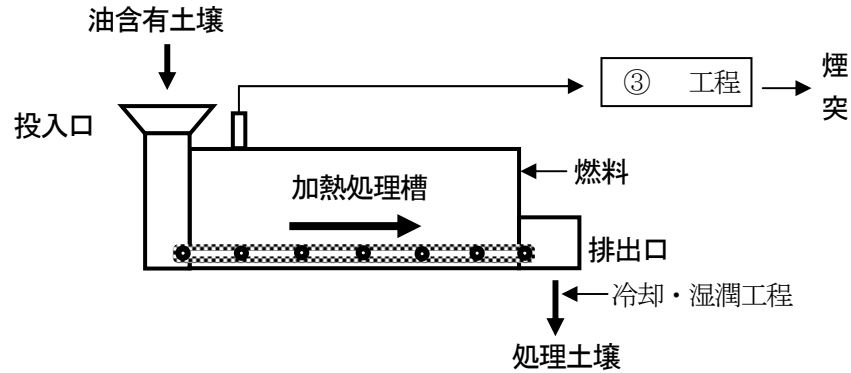 油含有土壌
投入口
③ 工程
煙
突
加熱処理槽
燃料
排出口
冷却・湿潤工程
処理土壌